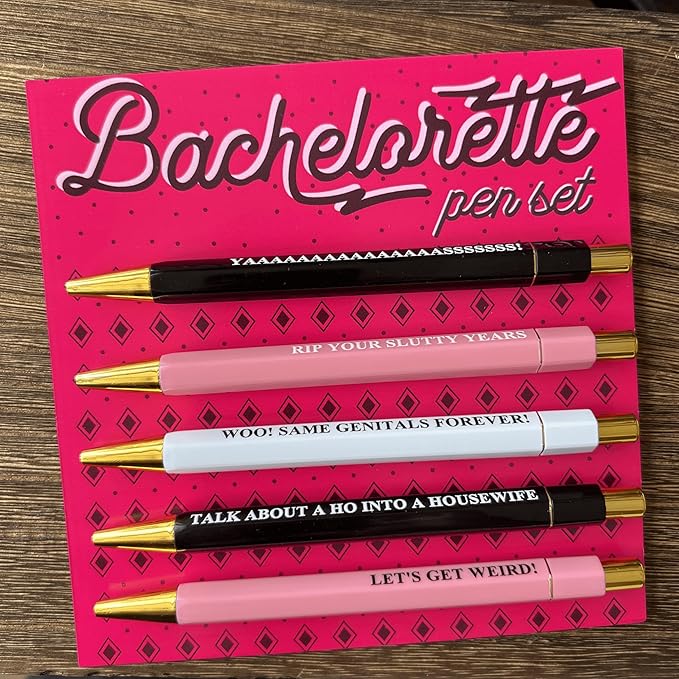 Bachelorette
pen set
YAAAAAAAAAAAAAAAASSSSSSS!
RIP YOUR SLUTTY YEARS
WOO! SAME GENITALS FOREVER!
TALK ABOUT A HO INTO A HOUSEWIFE
LET'S GET WEIRD!